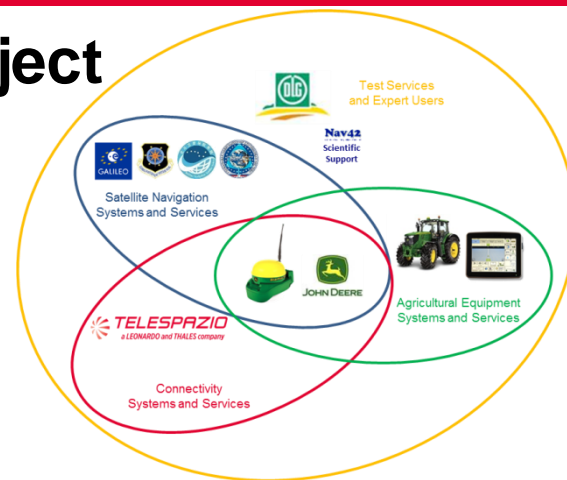 ject
DLG
Test Services
and Expert Users
Nav42
Scientific
Support
GALILEO
Satellite Navigation
Systems and Services
JOHN DEERE
Agricultural Equipment
Systems and Services
TELESPAZIO
a LEONARDO and THALES company
Connectivity
Systems and Services